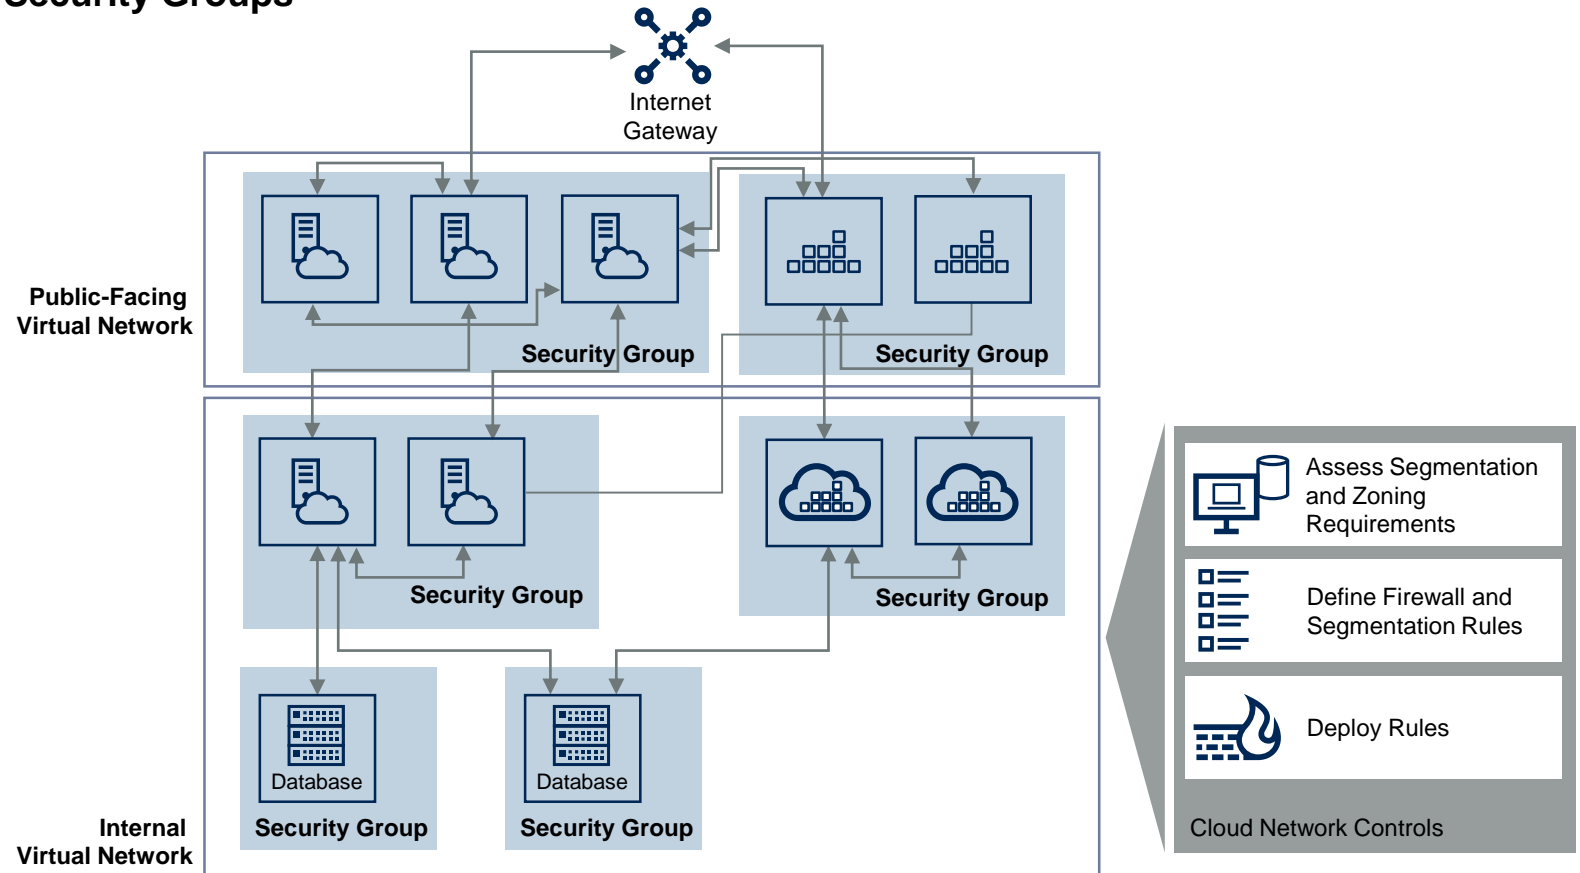 Security Groups
Internet
Gateway
Public-Facing
Virtual Network
Security Group
Security Group
Security Group
Security Group
Database
Database
Security Group
Security Group
Internal
Virtual Network
Assess Segmentation
and Zoning
Requirements
Define Firewall and
Segmentation Rules
Deploy Rules
Cloud Network Controls